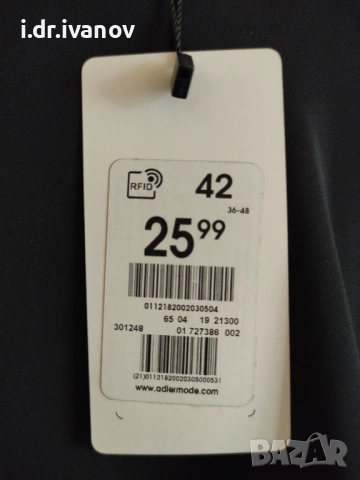 i.dr.ivanov
RFID
42
36-48
25.99
0112182002030504
65 04 19 21300
301248 01 727386 002
(21)0112182002030500531
www.adlermode.com
BAZAR